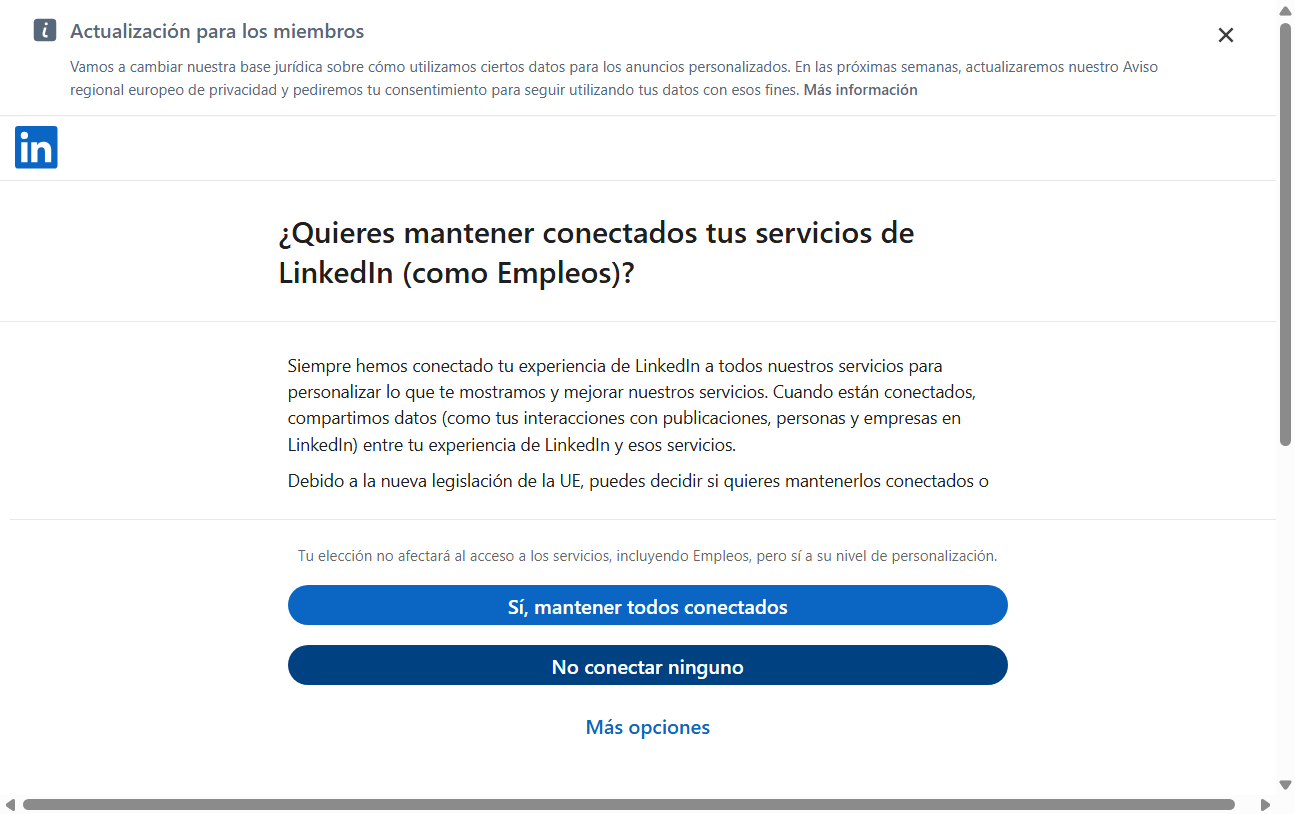 Actualización para los miembros
Vamos a cambiar nuestra base jurídica sobre cómo utilizamos ciertos datos para los anuncios personalizados. En las próximas semanas, actualizaremos nuestro Aviso
regional europeo de privacidad y pediremos tu consentimiento para seguir utilizando tus datos con esos fines. Más información
in
¿Quieres mantener conectados tus servicios de
LinkedIn (como Empleos)?
Siempre hemos conectado tu experiencia de LinkedIn a todos nuestros servicios para
personalizar lo que te mostramos y mejorar nuestros servicios. Cuando están conectados,
compartimos datos (como tus interacciones con publicaciones, personas y empresas en
LinkedIn) entre tu experiencia de LinkedIn y esos servicios.
Debido a la nueva legislación de la UE, puedes decidir si quieres mantenerlos conectados o
Tu elección no afectará al acceso a los servicios, incluyendo Empleos, pero sí a su nivel de personalización.
Sí, mantener todos conectados
No conectar ninguno
Más opciones